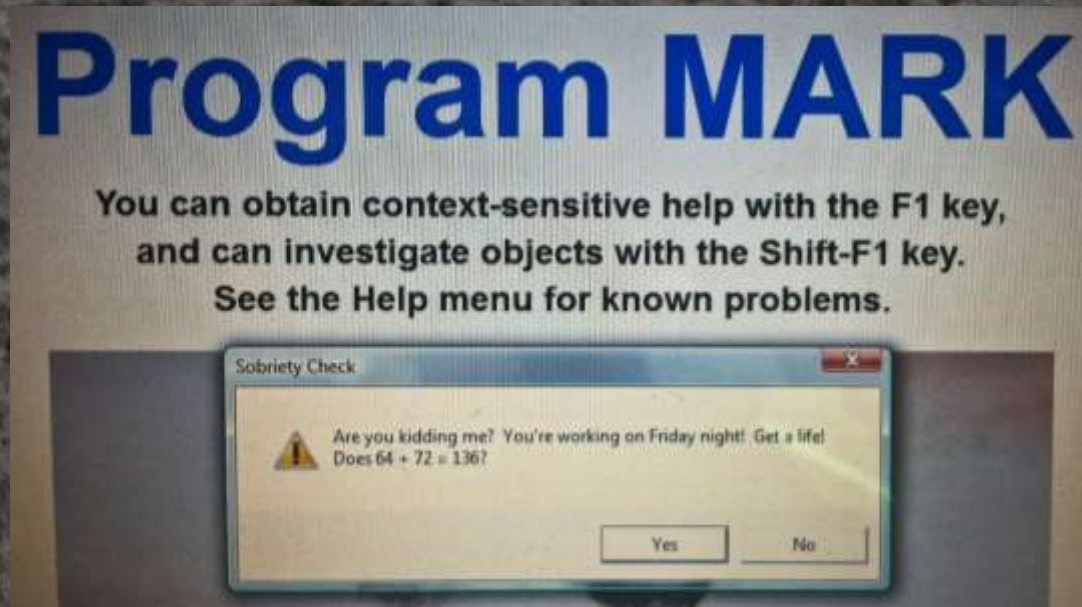 Program MARK
You can obtain context-sensitive help with the F1 key,
and can investigate objects with the Shift-F1 key.
See the Help menu for known problems.
Sobriety Check
Are you kidding me? You're working on Friday night! Get a life!
Does 64 + 72 = 136?
Yes No